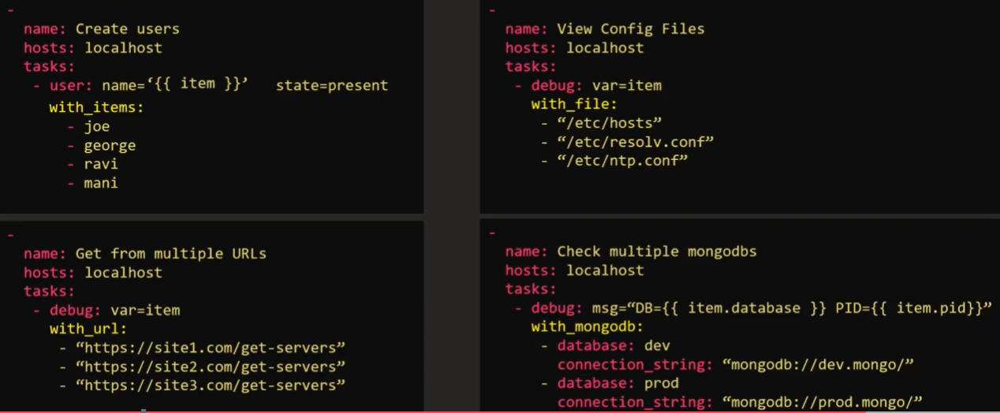 -
name: Create users
hosts: localhost
tasks:
- user: name=‘{{ item }}’ state=present
with_items:
- joe
- george
- ravi
- mani
-
name: View Config Files
hosts: localhost
tasks:
- debug: var=item
with_file:
- “/etc/hosts”
- “/etc/resolv.conf”
- “/etc/ntp.conf”
-
name: Get from multiple URLs
hosts: localhost
tasks:
- debug: var=item
with_url:
- “https://site1.com/get-servers”
- “https://site2.com/get-servers”
- “https://site3.com/get-servers”
-
name: Check multiple mongodbs
hosts: localhost
tasks:
- debug: msg=“DB={{ item.database }} PID={{ item.pid}}”
with_mongodb:
- database: dev
connection_string: “mongodb://dev.mongo/”
- database: prod
connection_string: “mongodb://prod.mongo/”